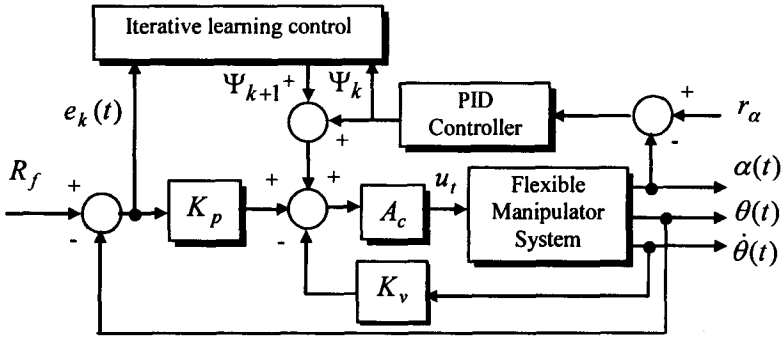 Iterative learning control
Ψ_{k+1} + Ψ_k
e_k(t)
PID
Controller
+ r_α
+
-
R_f
+
K_p
+ +
A_c
u_t
Flexible
Manipulator
System
α(t)
θ(t)
θ̇(t)
-
-
K_v